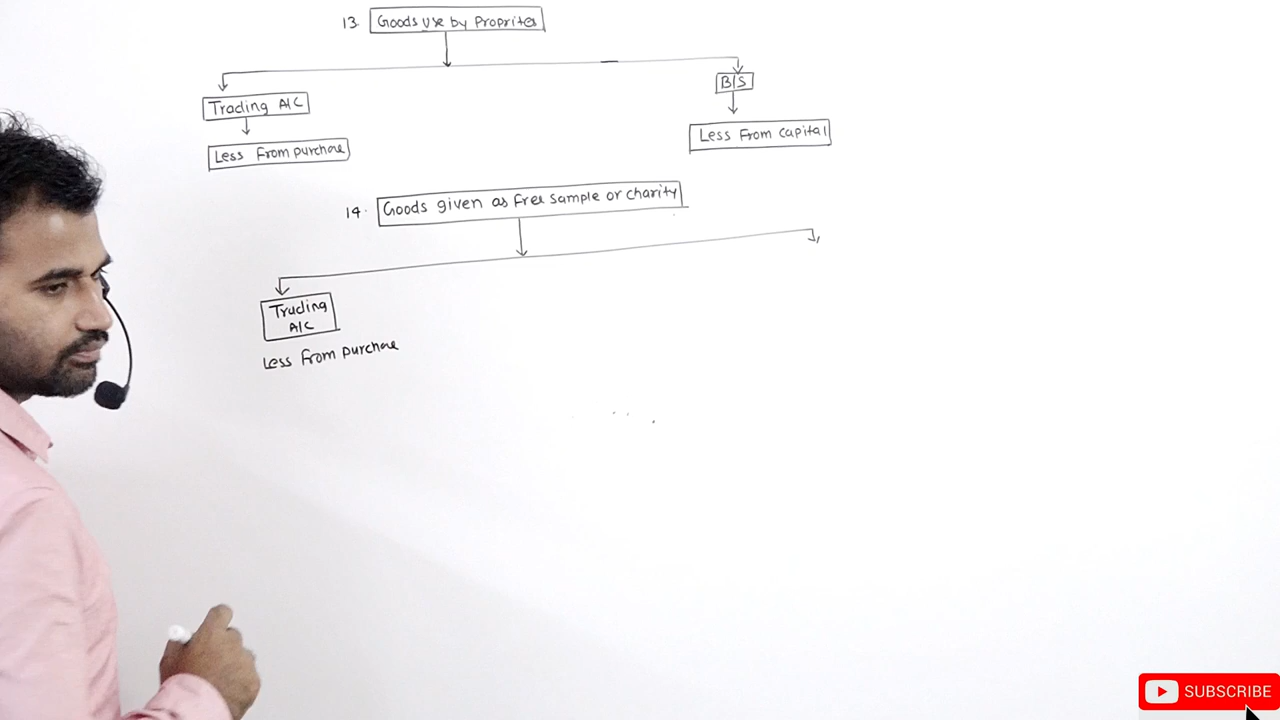 13. Goods use by Proprites
Trading A/C
B/S
Less From purchase
Less From capital
14. Goods given as Free sample or charity
Trading
A/C
Less From purchase
SUBSCRIBE